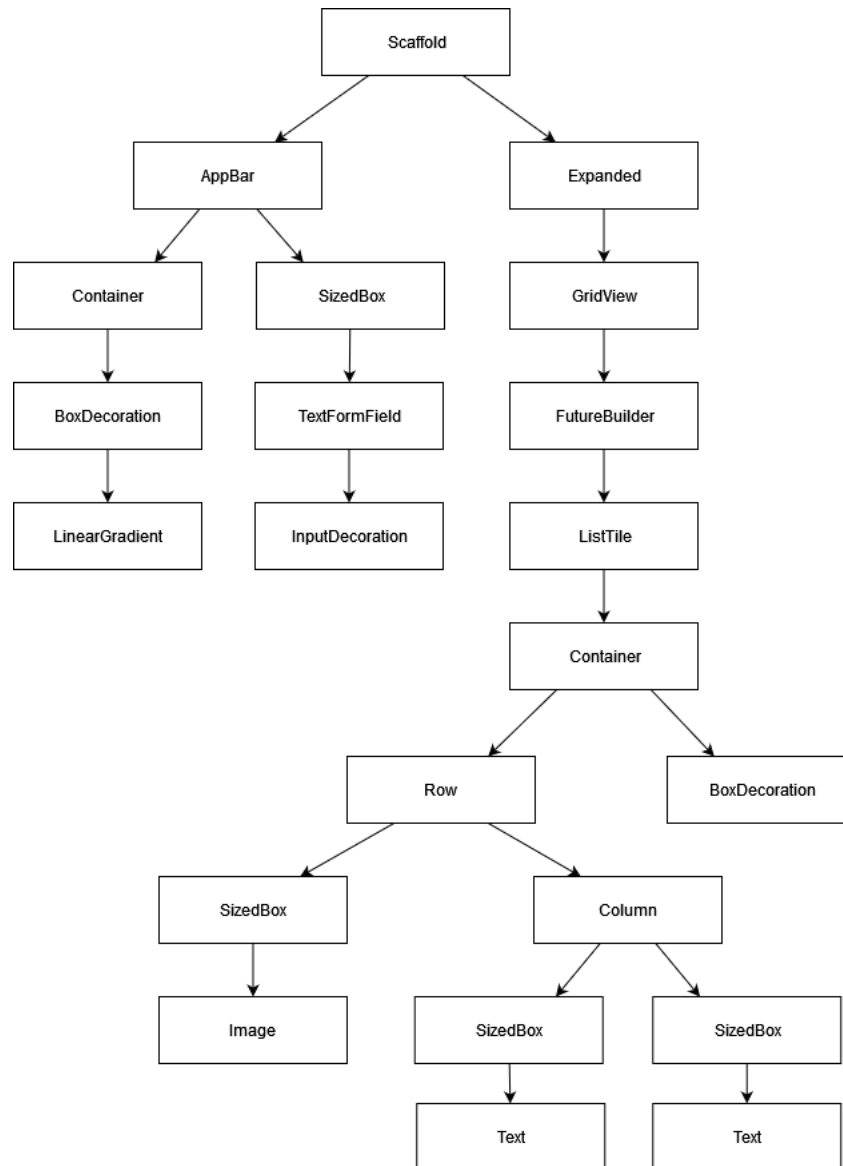 Scaffold
AppBar
Expanded
Container
SizedBox
GridView
BoxDecoration
TextFormField
FutureBuilder
LinearGradient
InputDecoration
ListTile
Container
Row
BoxDecoration
SizedBox
Column
Image
SizedBox
SizedBox
Text
Text